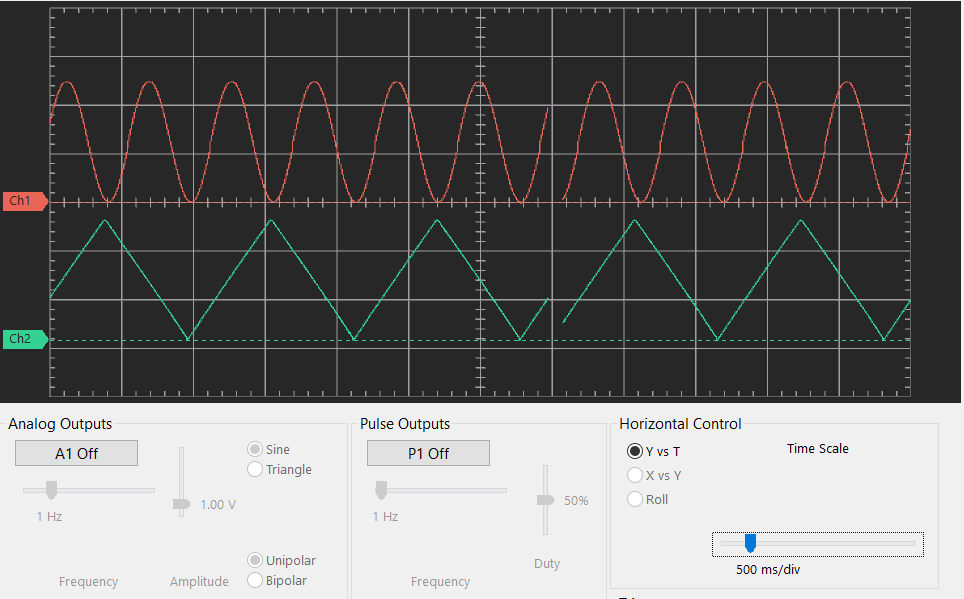 Ch1
Ch2
Analog Outputs
A1 Off
Sine
Triangle
1.00 V
1 Hz
Unipolar
Bipolar
Frequency
Amplitude
Pulse Outputs
P1 Off
50%
1 Hz
Duty
Frequency
Horizontal Control
Y vs T
Time Scale
X vs Y
Roll
500 ms/div